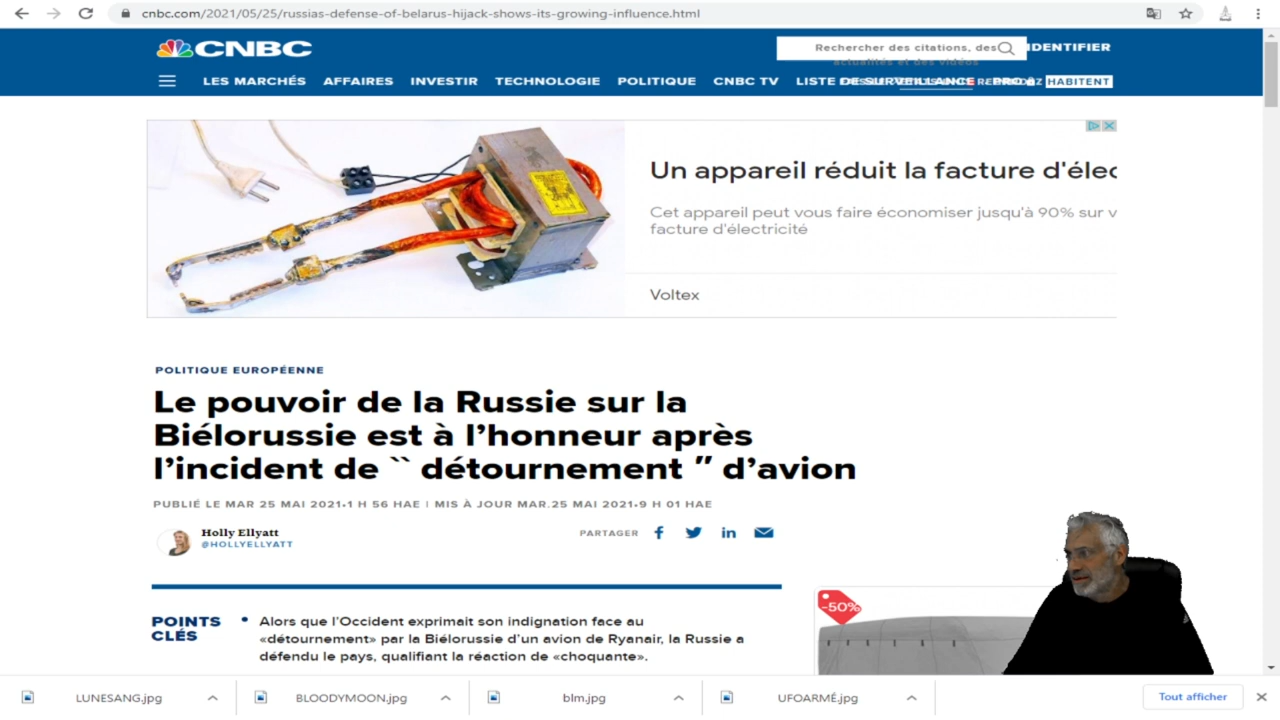 cnbc.com/2021/05/25/russias-defense-of-belarus-hijack-shows-its-growing-influence.html
CNBC
Rechercher des citations, des
actualités et des vidéos
IDENTIFIER
LES MARCHÉS AFFAIRES INVESTIR TECHNOLOGIE POLITIQUE CNBC TV LISTE DE SURVEILLANCE PRO HABITENT
Un appareil réduit la facture d'élec
Cet appareil peut vous faire économiser jusqu'à 90% sur v
facture d'électricité
Voltex
POLITIQUE EUROPÉENNE
Le pouvoir de la Russie sur la
Biélorussie est à l’honneur après
l’incident de `` détournement ″ d’avion
PUBLIÉ LE MAR 25 MAI 2021•1 H 56 HAE | MIS À JOUR MAR.25 MAI 2021•9 H 01 HAE
Holly Ellyatt
@HOLLYELLYATT
PARTAGER
-50%
POINTS
CLÉS
• Alors que l’Occident exprimait son indignation face au
«détournement» par la Biélorussie d’un avion de Ryanair, la Russie a
défendu le pays, qualifiant la réaction de «choquante».
LUNESANG.jpg
BLOODYMOON.jpg
blm.jpg
UFOARMÉ.jpg
Tout afficher